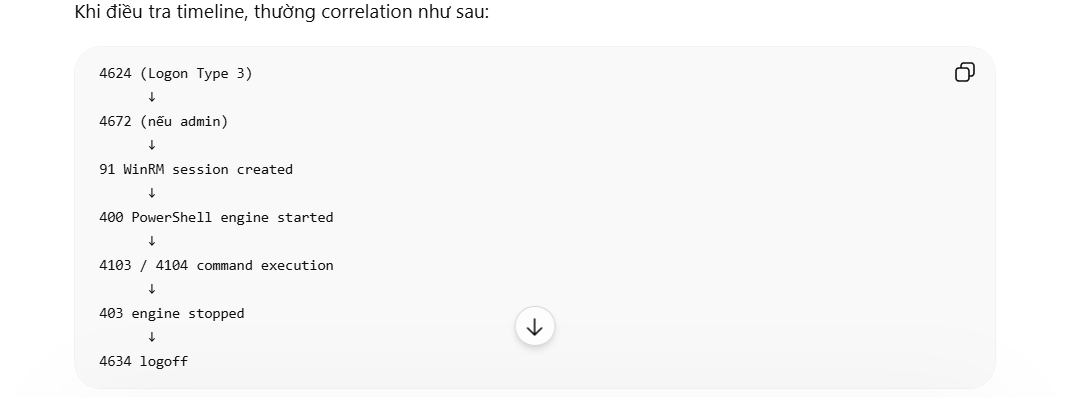 Khi điều tra timeline, thường correlation như sau:
4624 (Logon Type 3)
↓
4672 (nếu admin)
↓
91 WinRM session created
↓
400 PowerShell engine started
↓
4103 / 4104 command execution
↓
403 engine stopped
↓
4634 logoff